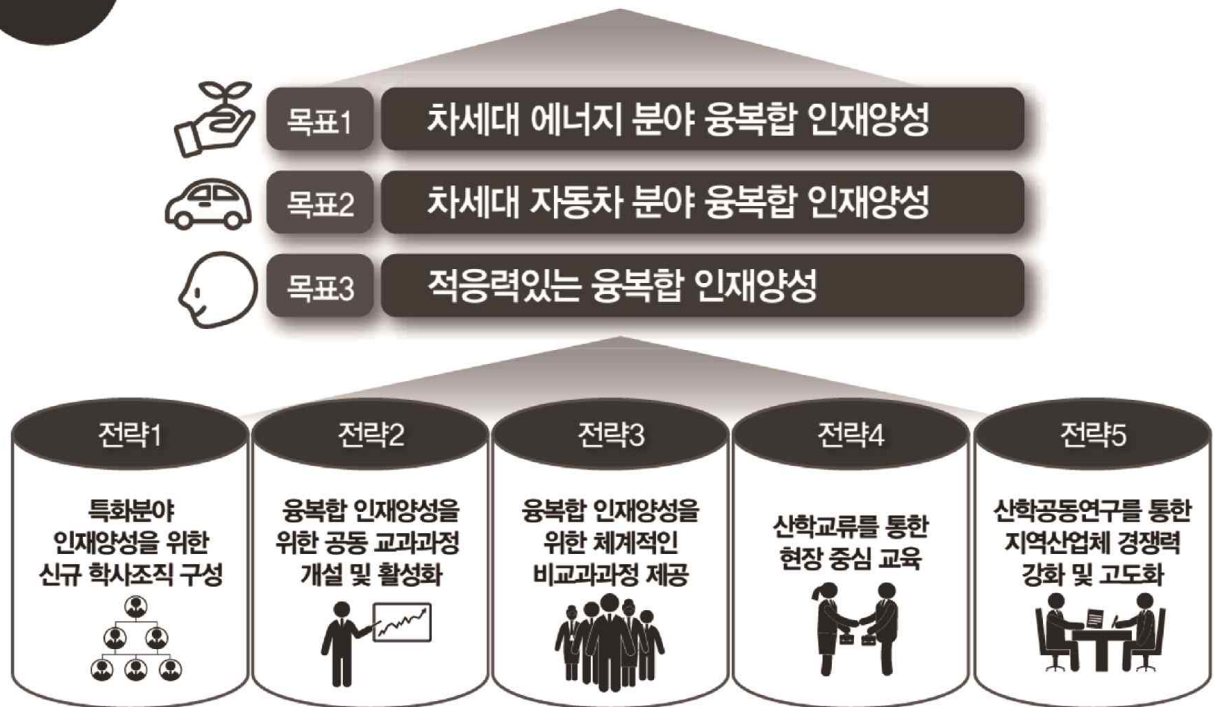 목표1 차세대 에너지 분야 융복합 인재양성
목표2 차세대 자동차 분야 융복합 인재양성
목표3 적응력있는 융복합 인재양성
전략1
특화분야
인재양성을 위한
신규 학사조직 구성
전략2
융복합 인재양성을
위한 공동 교과과정
개설 및 활성화
전략3
융복합 인재양성을
위한 체계적인
비교과과정 제공
전략4
산학교류를 통한
현장 중심 교육
전략5
산학공동연구를 통한
지역산업체 경쟁력
강화 및 고도화